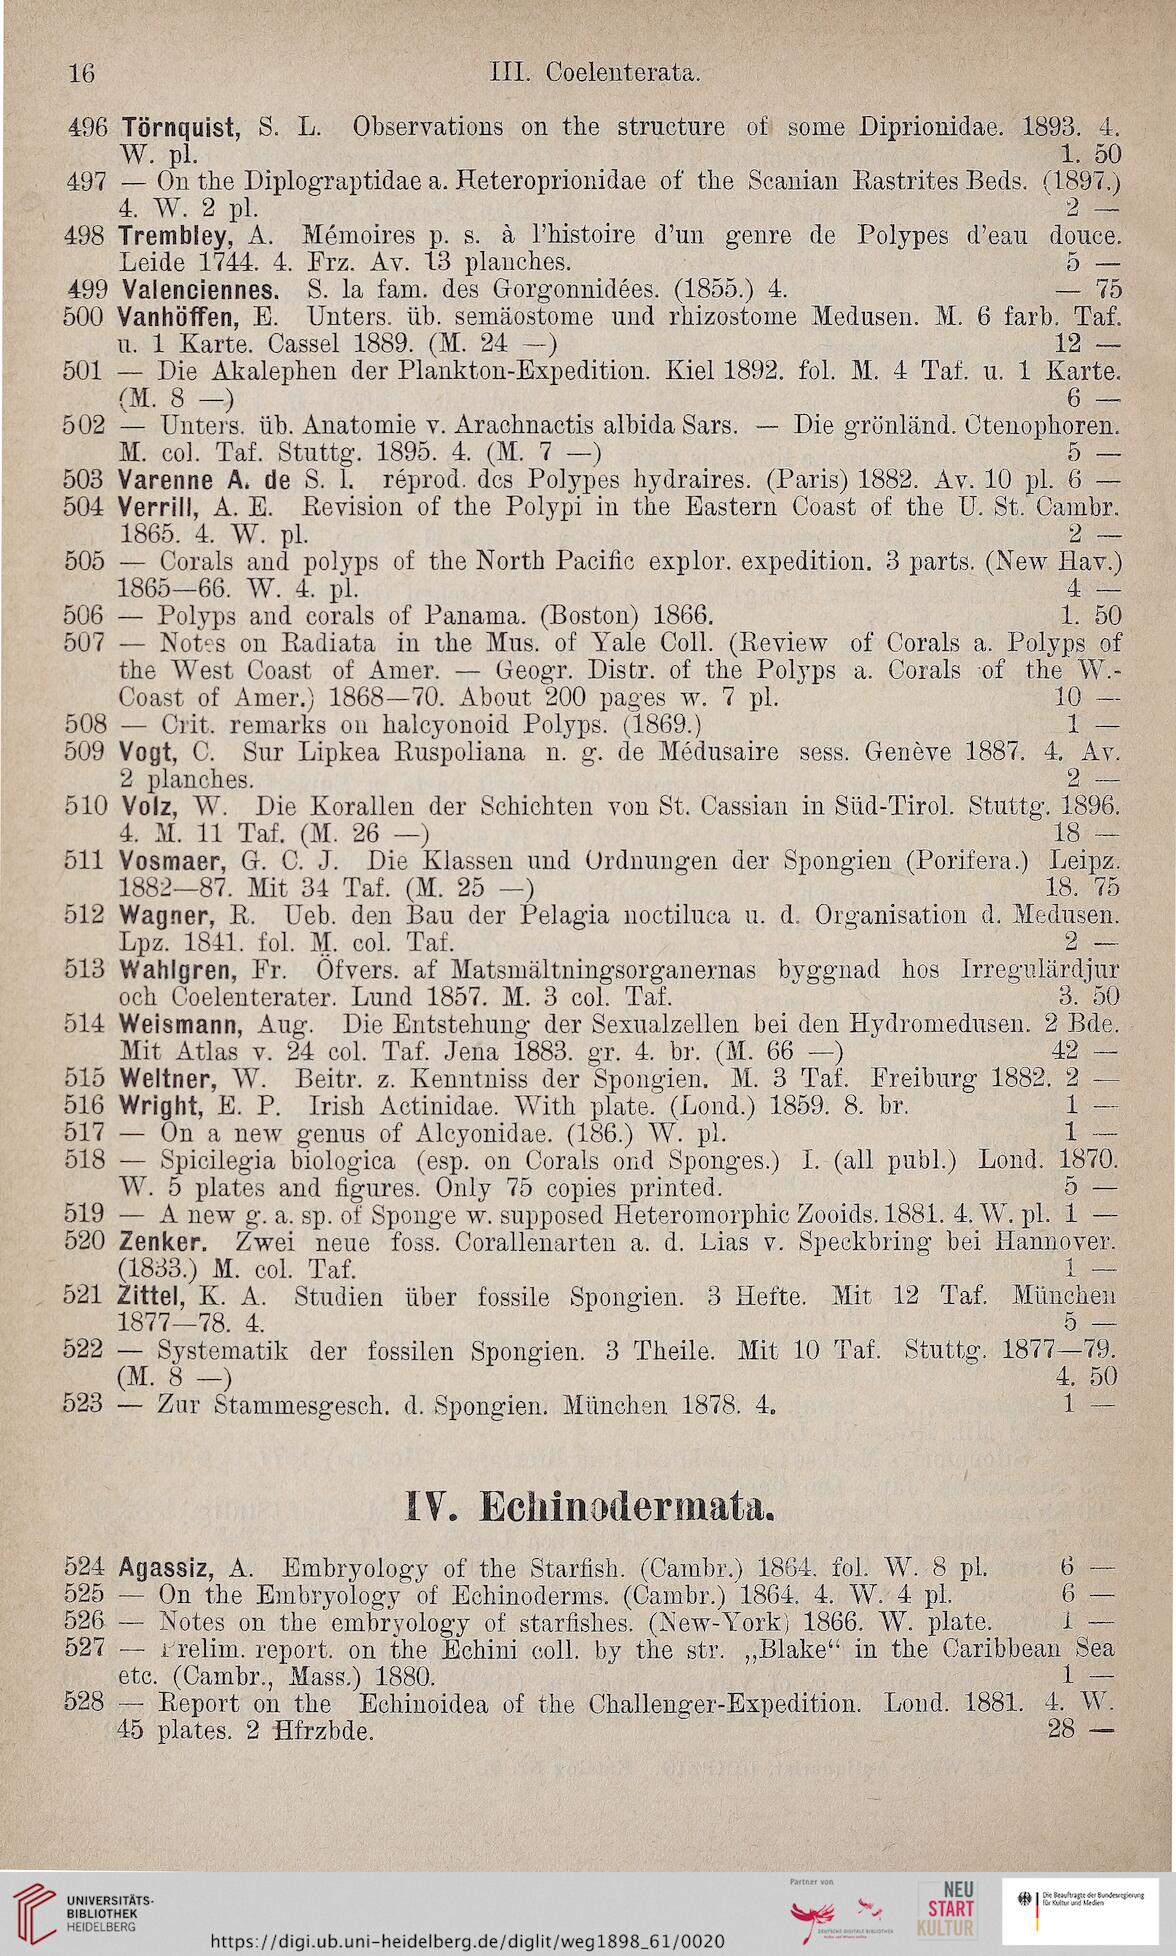 16 III. Coelenterata.
496 Törnquist, S. L. Observations on the structure of some Diprionidae. 1893. 4.
W. pl. 1. 50
497 — On the Diplograptidae a. Heteroprionidae of the Scanian Rastrites Beds. (1897.)
4. W. 2 pl. 2 —
498 Trembley, A. Mémoires p. s. à l'histoire d'un genre de Polypes d'eau douce.
Leide 1744. 4. Frz. Av. 13 planches. 5 —
499 Valenciennes. S. la fam. des Gorgonnidées. (1855.) 4. — 75
500 Vanhöffen, E. Unters. üb. semäostome und rhizostome Medusen. M. 6 farb. Taf.
u. 1 Karte. Cassel 1889. (M. 24 —) 12 —
501 — Die Akalephen der Plankton-Expedition. Kiel 1892. fol. M. 4 Taf. u. 1 Karte.
(M. 8 —) 6 —
502 — Unters. üb. Anatomie v. Arachnactis albida Sars. — Die grönländ. Ctenophoren.
M. col. Taf. Stuttg. 1895. 4. (M. 7 —) 5 —
503 Varenne A. de S. l. réprod. des Polypes hydraires. (Paris) 1882. Av. 10 pl. 6 —
504 Verrill, A. E. Revision of the Polypi in the Eastern Coast of the U. St. Cambr.
1865. 4. W. pl. 2 —
505 — Corals and polyps of the North Pacific explor. expedition. 3 parts. (New Hav.)
1865—66. W. 4. pl. 4 —
506 — Polyps and corals of Panama. (Boston) 1866. 1. 50
507 — Notes on Radiata in the Mus. of Yale Coll. (Review of Corals a. Polyps of
the West Coast of Amer. — Geogr. Distr. of the Polyps a. Corals of the W.-
Coast of Amer.) 1868—70. About 200 pages w. 7 pl. 10 —
508 — Crit. remarks on halcyonoid Polyps. (1869.) 1 —
509 Vogt, C. Sur Lipkea Ruspoliana n. g. de Médusaire sess. Genève 1887. 4. Av.
2 planches. 2 —
510 Volz, W. Die Korallen der Schichten von St. Cassian in Süd-Tirol. Stuttg. 1896.
4. M. 11 Taf. (M. 26 —) 18 —
511 Vosmaer, G. C. J. Die Klassen und Ordnungen der Spongien (Porifera.) Leipz.
1882—87. Mit 34 Taf. (M. 25 —) 18. 75
512 Wagner, R. Ueb. den Bau der Pelagia noctiluca u. d. Organisation d. Medusen.
Lpz. 1841. fol. M. col. Taf. 2 —
513 Wahlgren, Fr. Öfvers. af Matsmältningsorganernas byggnad hos Irregulärdjur
och Coelenterater. Lund 1857. M. 3 col. Taf. 3. 50
514 Weismann, Aug. Die Entstehung der Sexualzellen bei den Hydromedusen. 2 Bde.
Mit Atlas v. 24 col. Taf. Jena 1883. gr. 4. br. (M. 66 —) 42 —
515 Weltner, W. Beitr. z. Kenntniss der Spongien. M. 3 Taf. Freiburg 1882. 2 —
516 Wright, E. P. Irish Actinidae. With plate. (Lond.) 1859. 8. br. 1 —
517 — On a new genus of Alcyonidae. (186.) W. pl. 1 —
518 — Spicilegia biologica (esp. on Corals ond Sponges.) I. (all publ.) Lond. 1870.
W. 5 plates and figures. Only 75 copies printed. 5 —
519 — A new g. a. sp. of Sponge w. supposed Heteromorphic Zooids. 1881. 4. W. pl. 1 —
520 Zenker. Zwei neue foss. Corallenarten a. d. Lias v. Speckbring bei Hannover.
(1833.) M. col. Taf. 1 —
521 Zittel, K. A. Studien über fossile Spongien. 3 Hefte. Mit 12 Taf. München
1877—78. 4. 5 —
522 — Systematik der fossilen Spongien. 3 Theile. Mit 10 Taf. Stuttg. 1877—79.
(M. 8 —) 4. 50
523 — Zur Stammesgesch. d. Spongien. München 1878. 4. 1 —
IV. Echinodermata.
524 Agassiz, A. Embryology of the Starfish. (Cambr.) 1864. fol. W. 8 pl. 6 —
525 — On the Embryology of Echinoderms. (Cambr.) 1864. 4. W. 4 pl. 6 —
526 — Notes on the embryology of starfishes. (New-York) 1866. W. plate. 1 —
527 — Prelim. report. on the Echini coll. by the str. „Blake“ in the Caribbean Sea
etc. (Cambr., Mass.) 1880. 1 —
528 — Report on the Echinoidea of the Challenger-Expedition. Lond. 1881. 4. W.
45 plates. 2 Hfrzbde. 28 —
UNIVERSITÄTS-
BIBLIOTHEK
HEIDELBERG
https://digi.ub.uni-heidelberg.de/diglit/weg1898_61/0020
Partner von
DEUTSCHE DIGITALE BIBLIOTHEK
Kultur und Wissen online
NEU
START
KULTUR
Die Beauftragte der Bundesregierung
für Kultur und Medien